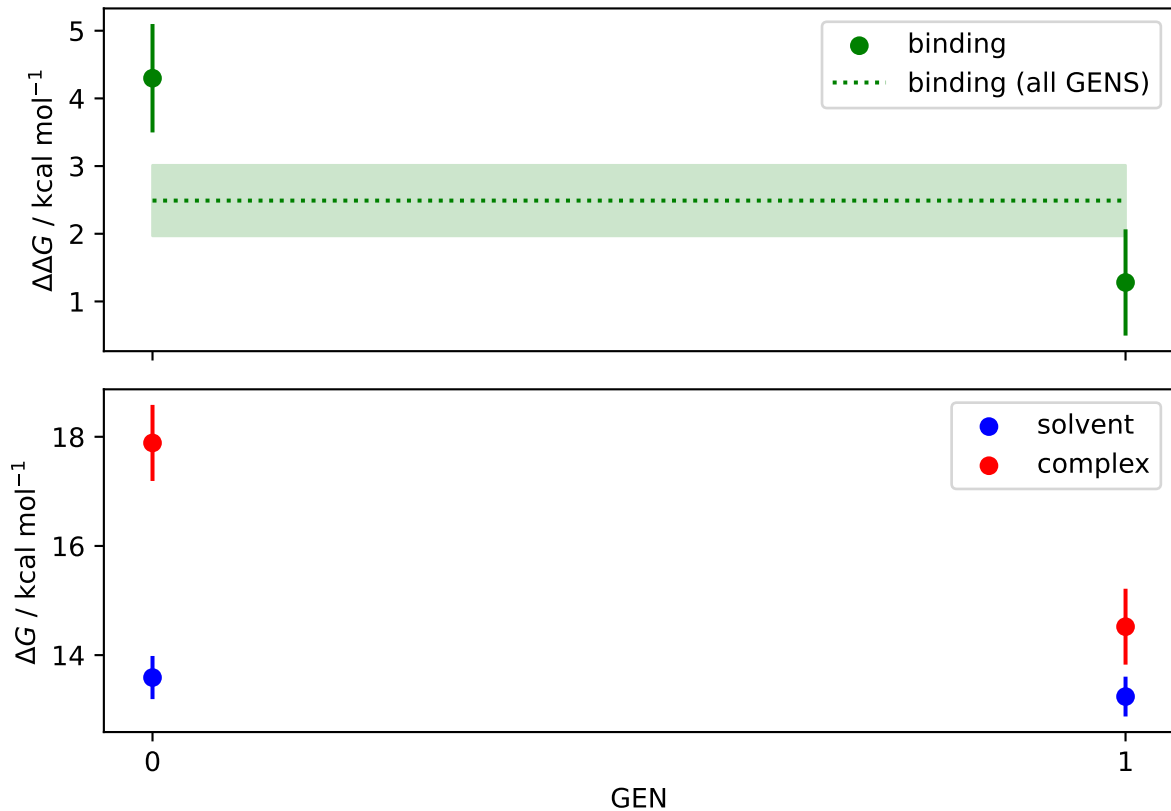 5
4
3
2
1
ΔΔG / kcal mol⁻¹
binding
binding (all GENS)
18
16
14
ΔG / kcal mol⁻¹
solvent
complex
0
1
GEN